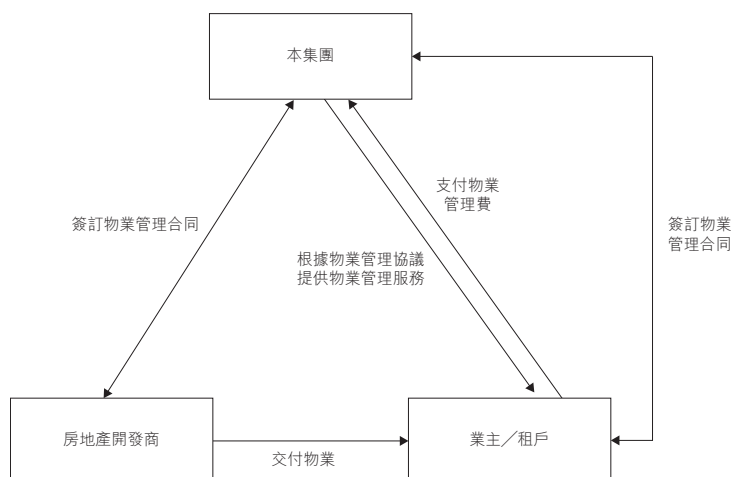 本集團
支付物業
管理費
簽訂物業管理合同
簽訂物業
管理合同
根據物業管理協議
提供物業管理服務
房地產開發商
業主／租戶
交付物業